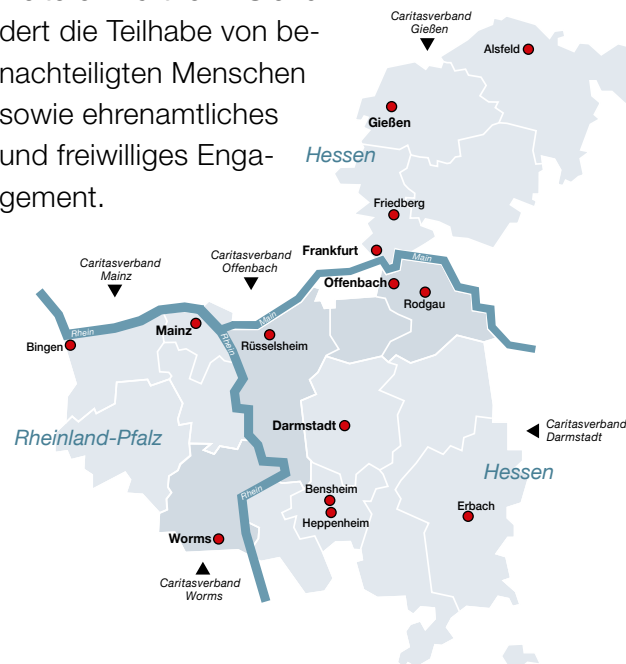 dert die Teilhabe von be-
nachteiligten Menschen
sowie ehrenamtliches
und freiwilliges Enga-
gement.
Caritasverband
Gießen
Alsfeld
Gießen
Hessen
Friedberg
Frankfurt
Main
Caritasverband
Mainz
Caritasverband
Offenbach
Offenbach
Rodgau
Main
Rhein
Mainz
Rhein
Bingen
Rüsselsheim
Rheinland-Pfalz
Darmstadt
Caritasverband
Darmstadt
Hessen
Bensheim
Rhein
Heppenheim
Erbach
Worms
Caritasverband
Worms